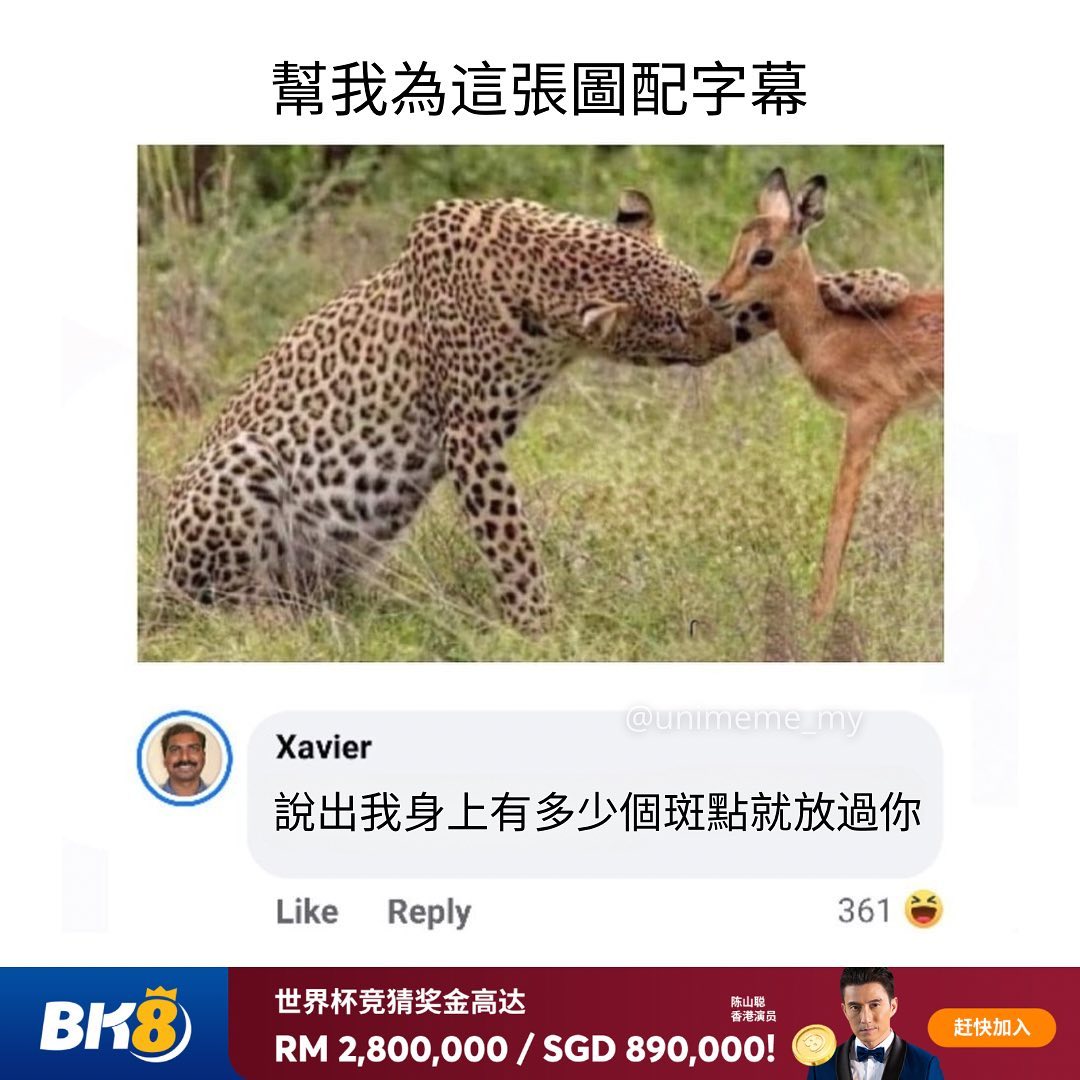 幫我為這張圖配字幕
@unimeme_my
Xavier
說出我身上有多少個斑點就放過你
Like Reply 361
BK8
世界杯竞猜奖金高达
RM 2,800,000 / SGD 890,000!
陈山聪
香港演员
赶快加入